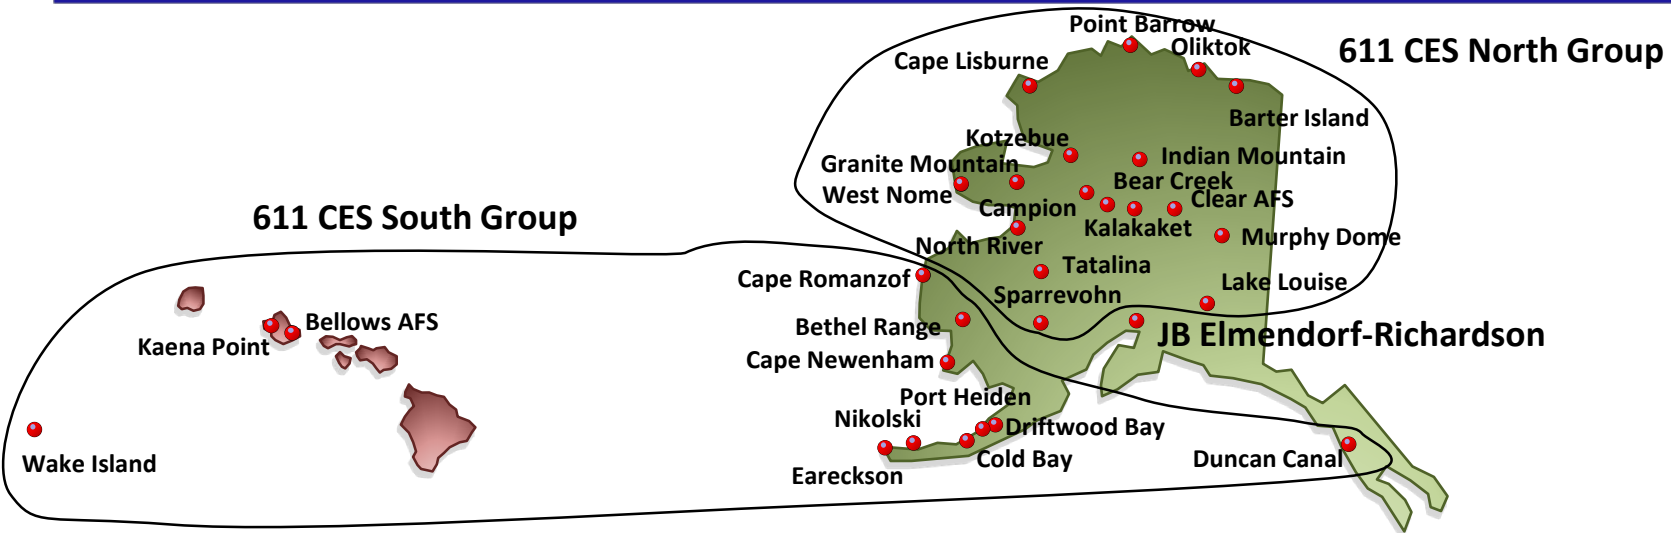 Point Barrow
Oliktok
611 CES North Group
Cape Lisburne
Barter Island
Kotzebue
Indian Mountain
Granite Mountain
Bear Creek
West Nome
Clear AFS
Campion
611 CES South Group
Kalakaket
North River
Murphy Dome
Tatalina
Cape Romanzof
Lake Louise
Sparrevohn
Bellows AFS
Bethel Range
JB Elmendorf-Richardson
Kaena Point
Cape Newenham
Port Heiden
Nikolski
Driftwood Bay
Wake Island
Cold Bay
Duncan Canal
Eareckson